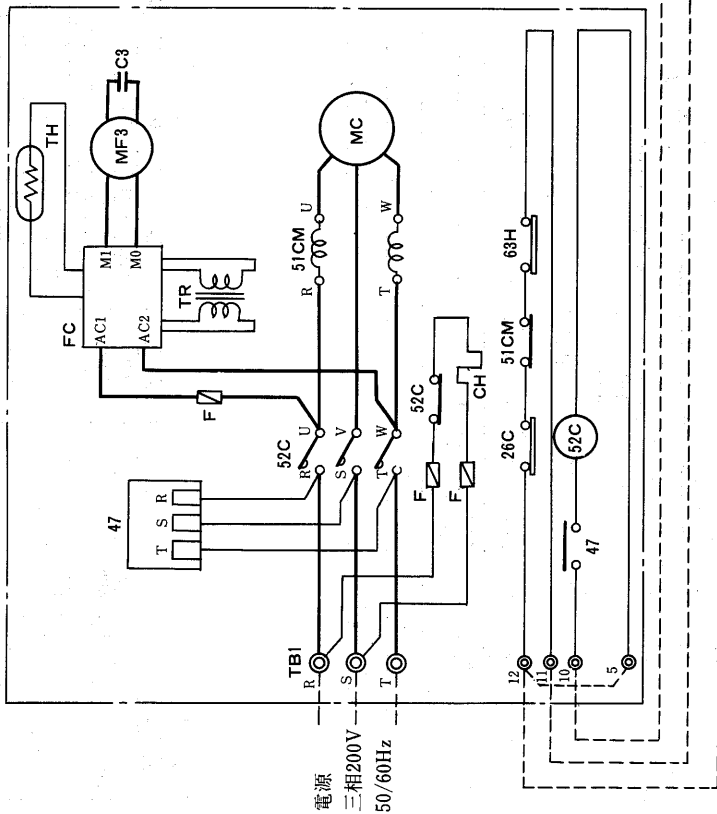 TH
C3
MF3
M1
M0
FC
AC1
AC2
TR
F
MC
U
W
51CM
R
T
52C
U
V
W
R
S
T
47
R
S
T
52C
CH
F
F
TB1
R
S
T
電源
三相200V
50/60Hz
63H
51CM
26C
52C
47
12
11
10
5